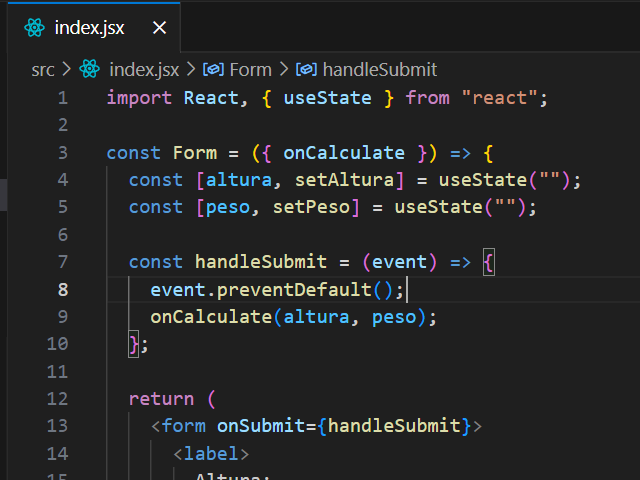 index.jsx
src > index.jsx > Form > handleSubmit
1 import React, { useState } from "react";
2
3 const Form = ({ onCalculate }) => {
4 const [altura, setAltura] = useState("");
5 const [peso, setPeso] = useState("");
6
7 const handleSubmit = (event) => {
8 event.preventDefault();
9 onCalculate(altura, peso);
10 };
11
12 return (
13 <form onSubmit={handleSubmit}>
14 <label>
15 Altura: